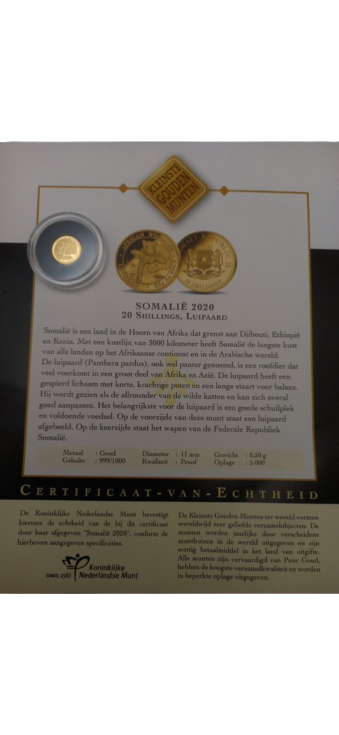 KLEINSTE
GOUDEN
MUNTEN
SOMALIË 2020
20 SHILLINGS, LUIPAARD
Somalië is een land in de Hoorn van Afrika dat grenst aan Djibouti, Ethiopië
en Kenia. Met een kustlijn van 3000 kilometer heeft Somalië de langste kust
van alle landen op het Afrikaanse continent en in de Arabische wereld.
De luipaard (Panthera pardus), ook wel panter genoemd, is een roofdier dat
veel voorkomt in een groot deel van Afrika en Azië. De luipaard heeft een
gespierd lichaam met korte, krachtige poten en een lange staart voor balans.
Hij wordt gezien als de allrounder van de wilde katten en kan zich overal
goed aanpassen. Het belangrijkste voor de luipaard is een goede schuilplek
en voldoende voedsel. Op de voorzijde van deze munt staat een luipaard
afgebeeld. Op de keerzijde staat het wapen van de Federale Republiek
Somalië.
Metaal : Goud Diameter : 11 mm Gewicht : 0,50 g
Gehalte : 999/1000 Kwaliteit : Proof Oplage : 5.000
CERTIFICAAT-VAN-ECHTHEID
De Koninklijke Nederlandse Munt bevestigt
hiermee de echtheid van de bij dit certificaat
door haar afgegeven "Somalië 2020", conform de
hierboven aangegeven specificaties.
SINDS 1567
Koninklijke
Nederlandse Munt
De Kleinste Gouden Munten ter wereld vormen
wereldwijd zeer geliefde verzamelobjecten. De
munten worden jaarlijks door verscheidene
munthuizen in de wereld uitgegeven en zijn
wettig betaalmiddel in het land van uitgifte.
Alle munten zijn vervaardigd van Puur Goud,
hebben de hoogste verzamelkwaliteit en worden
in beperkte oplage uitgegeven.